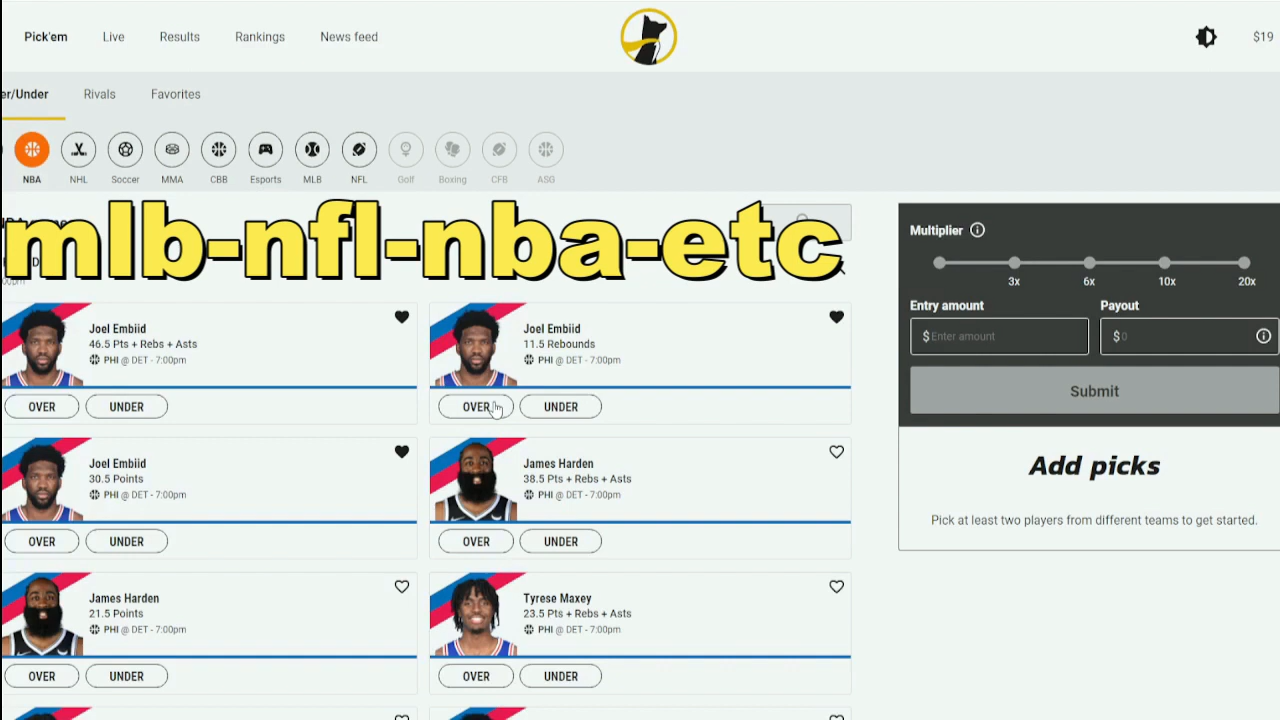 Pick'em Live Results Rankings News feed $19
er/Under Rivals Favorites
NBA NHL Soccer MMA CBB Esports MLB NFL Golf Boxing CFB ASG
mlb-nfl-nba-etc
Joel Embiid
46.5 Pts + Rebs + Asts
PHI @ DET - 7:00pm
OVER UNDER
Joel Embiid
11.5 Rebounds
PHI @ DET - 7:00pm
OVER UNDER
Joel Embiid
30.5 Points
PHI @ DET - 7:00pm
OVER UNDER
James Harden
38.5 Pts + Rebs + Asts
PHI @ DET - 7:00pm
OVER UNDER
James Harden
21.5 Points
PHI @ DET - 7:00pm
OVER UNDER
Tyrese Maxey
23.5 Pts + Rebs + Asts
PHI @ DET - 7:00pm
OVER UNDER
Multiplier
3x 6x 10x 20x
Entry amount Payout
$ Enter amount $ 0
Submit
Add picks
Pick at least two players from different teams to get started.